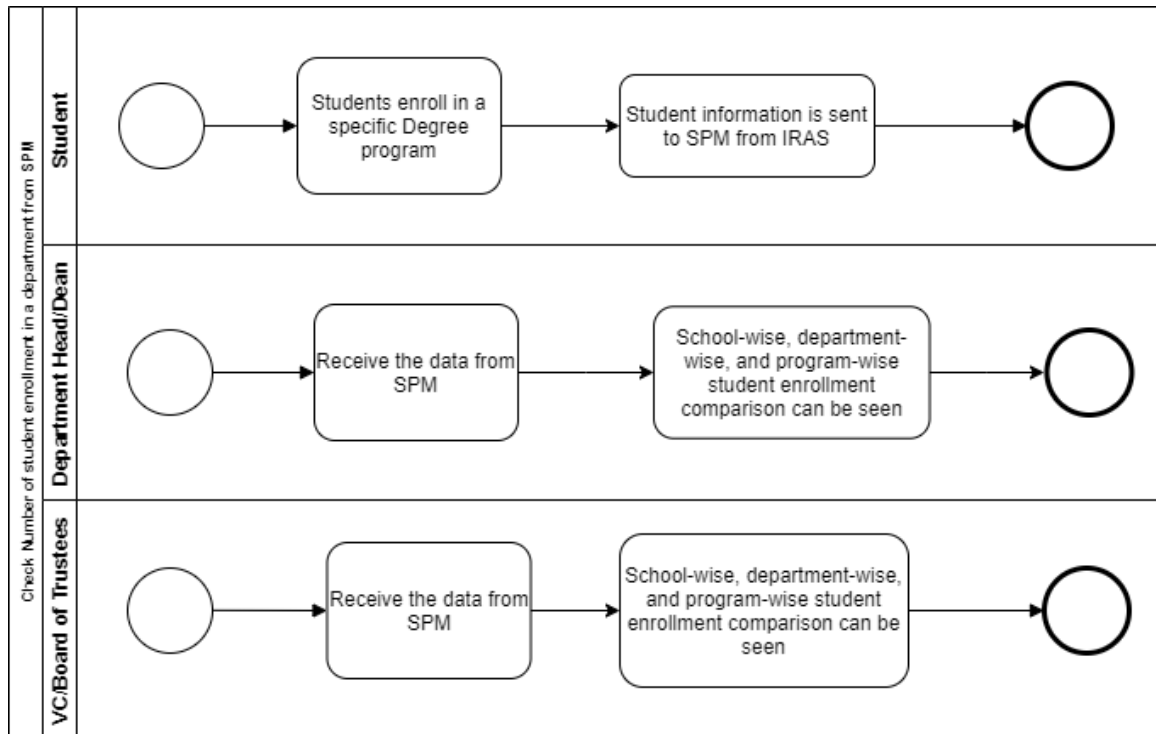 Check Number of student enrollment in a department from SPM
Student
Students enroll in a
specific Degree
program
Student information is sent
to SPM from IRAS
Department Head/Dean
Receive the data from
SPM
School-wise, department-
wise, and program-wise
student enrollment
comparison can be seen
VC/Board of Trustees
Receive the data from
SPM
School-wise, department-wise,
and program-wise student
enrollment comparison can be
seen